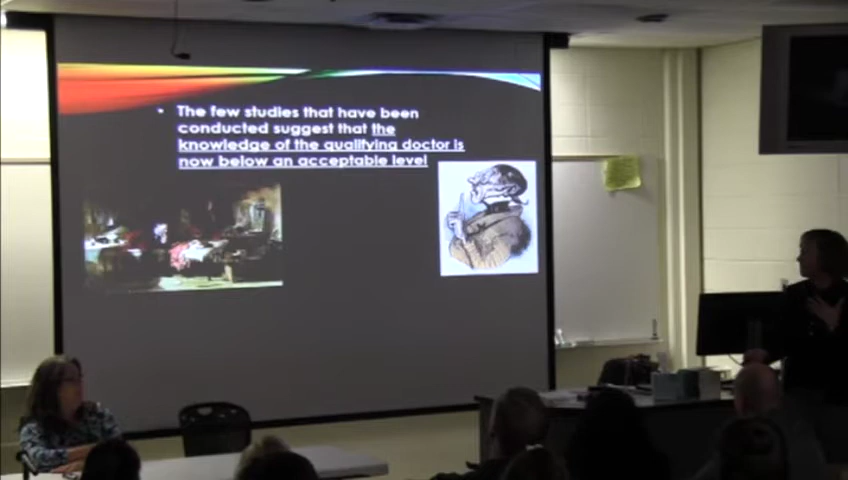 The few studies that have been
conducted suggest that the
knowledge of the qualifying doctor is
now below an acceptable level